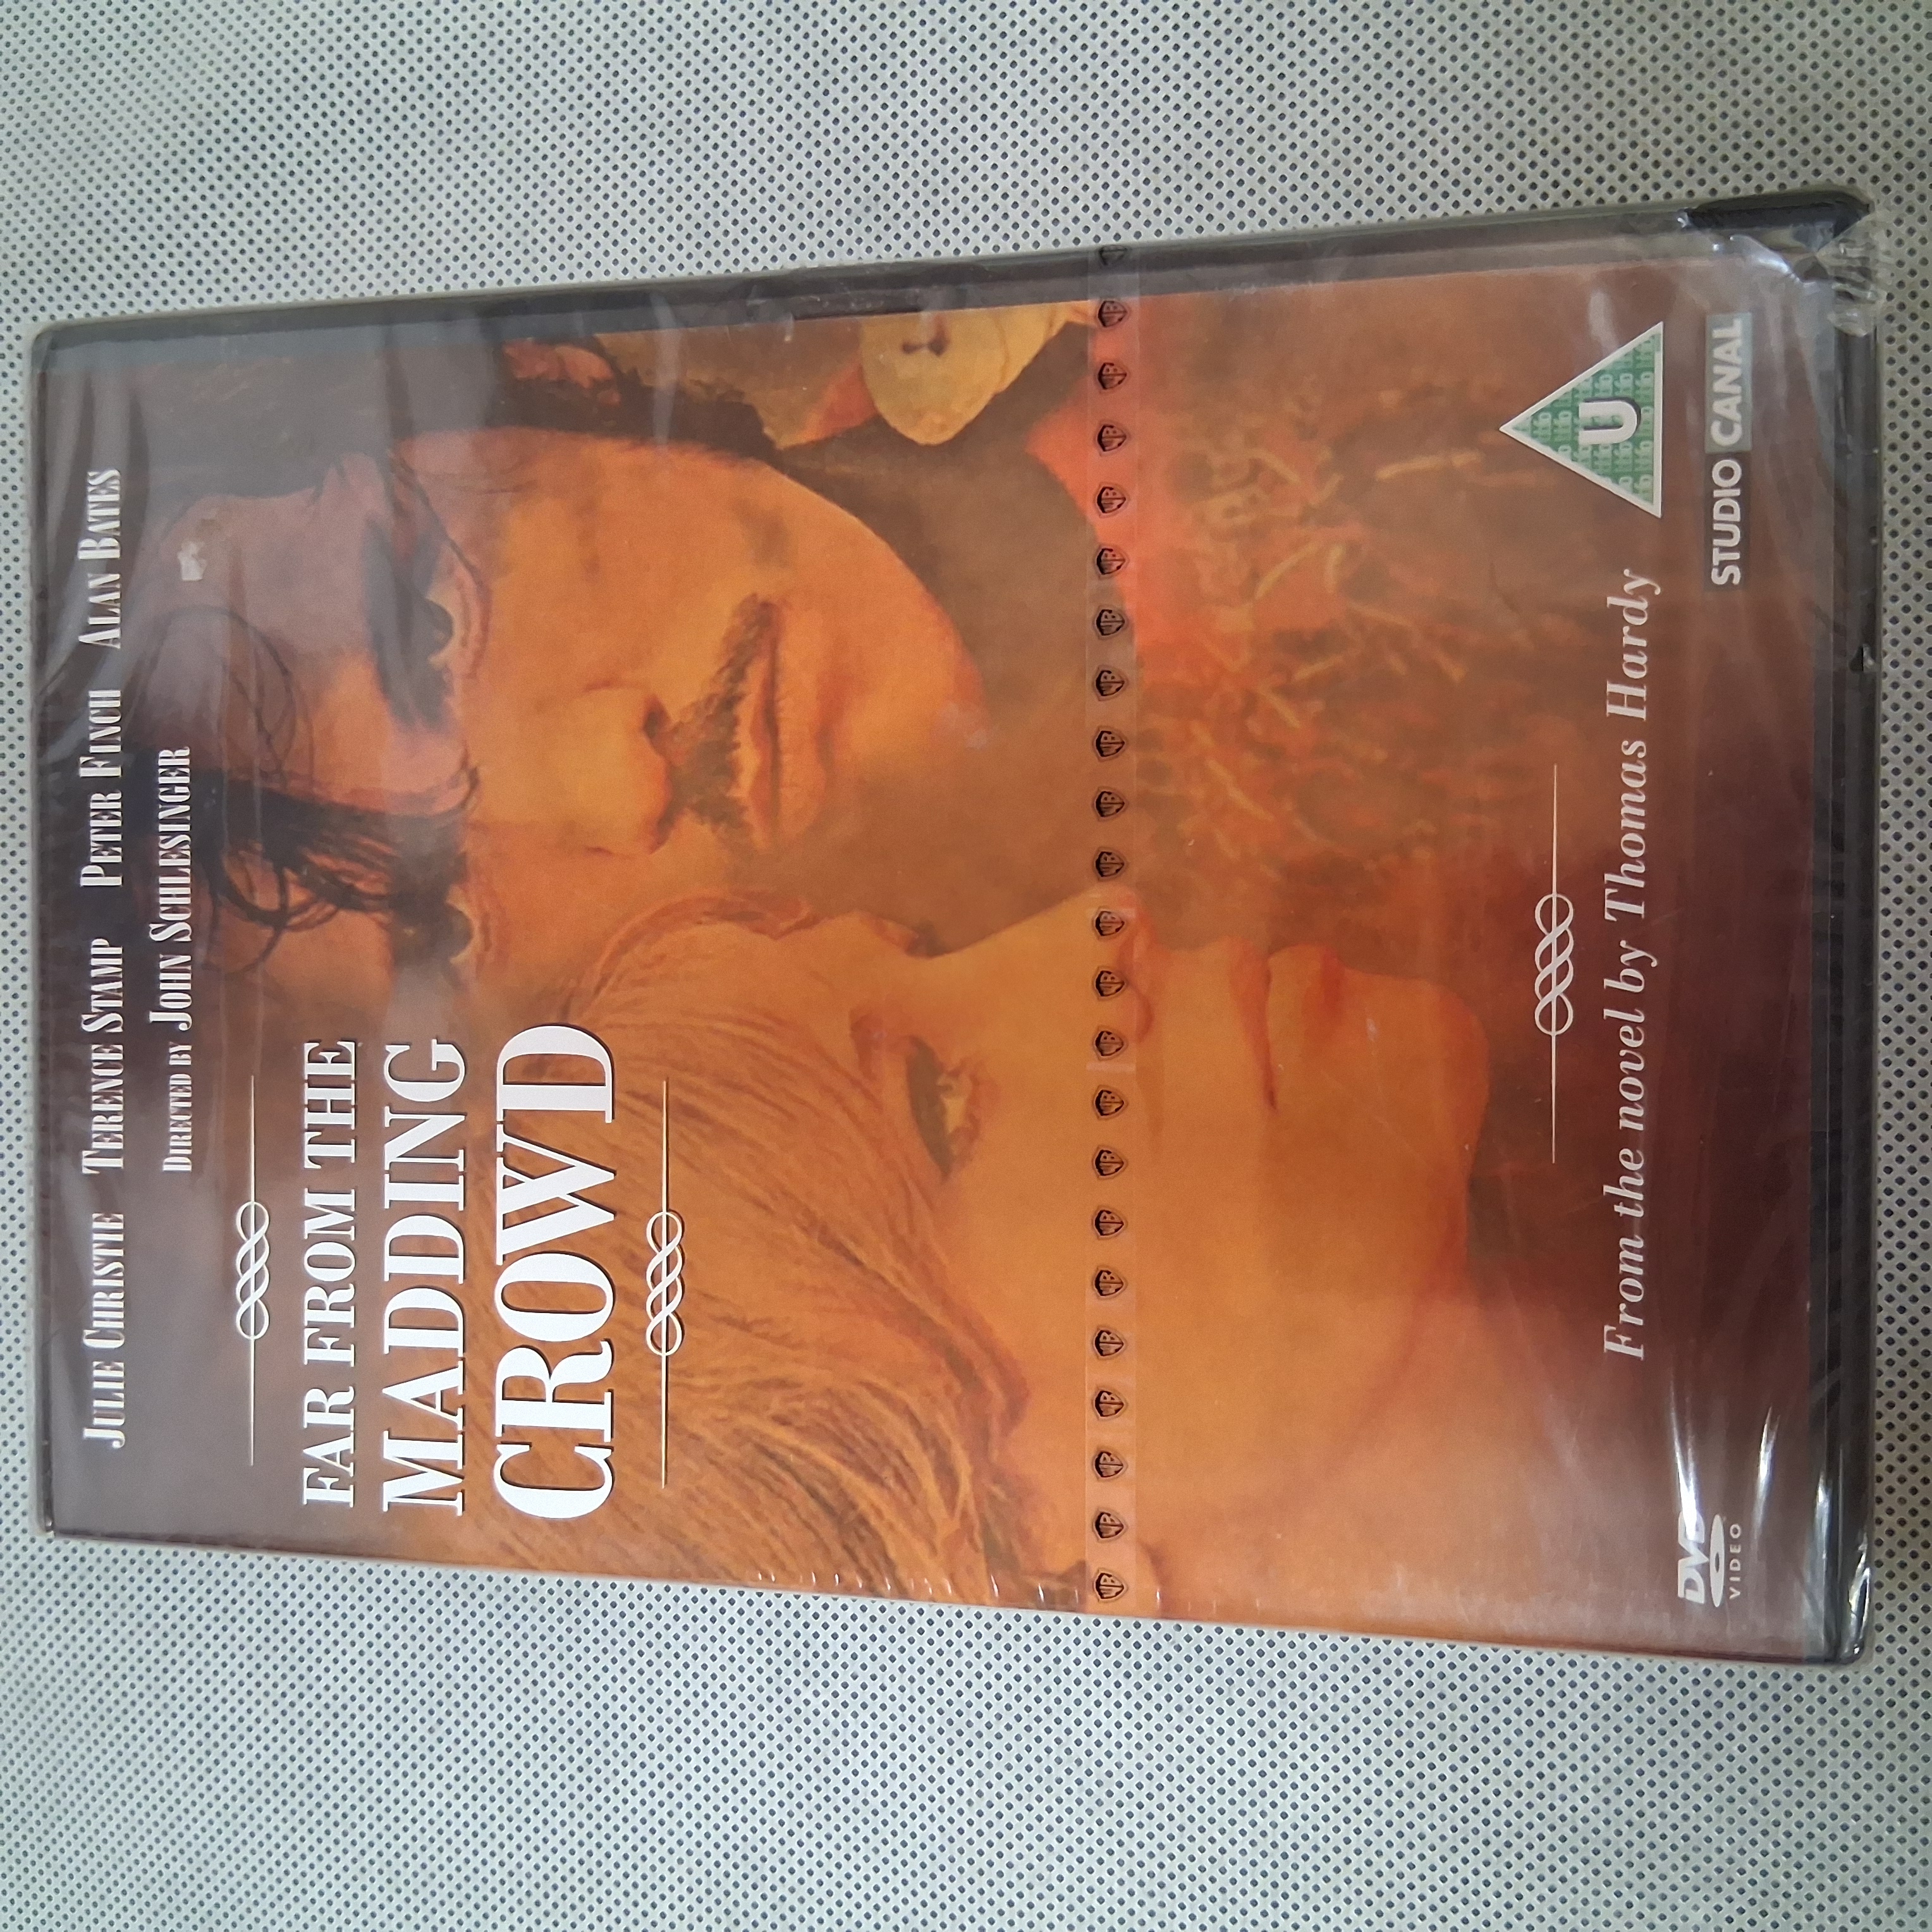 JULIE CHRISTIE TERENCE STAMP PETER FINCH ALAN BATES
DIRECTED BY JOHN SCHLESINGER
FAR FROM THE
MADDING
CROWD
From the novel by Thomas Hardy
U
DVD
VIDEO
STUDIO CANAL